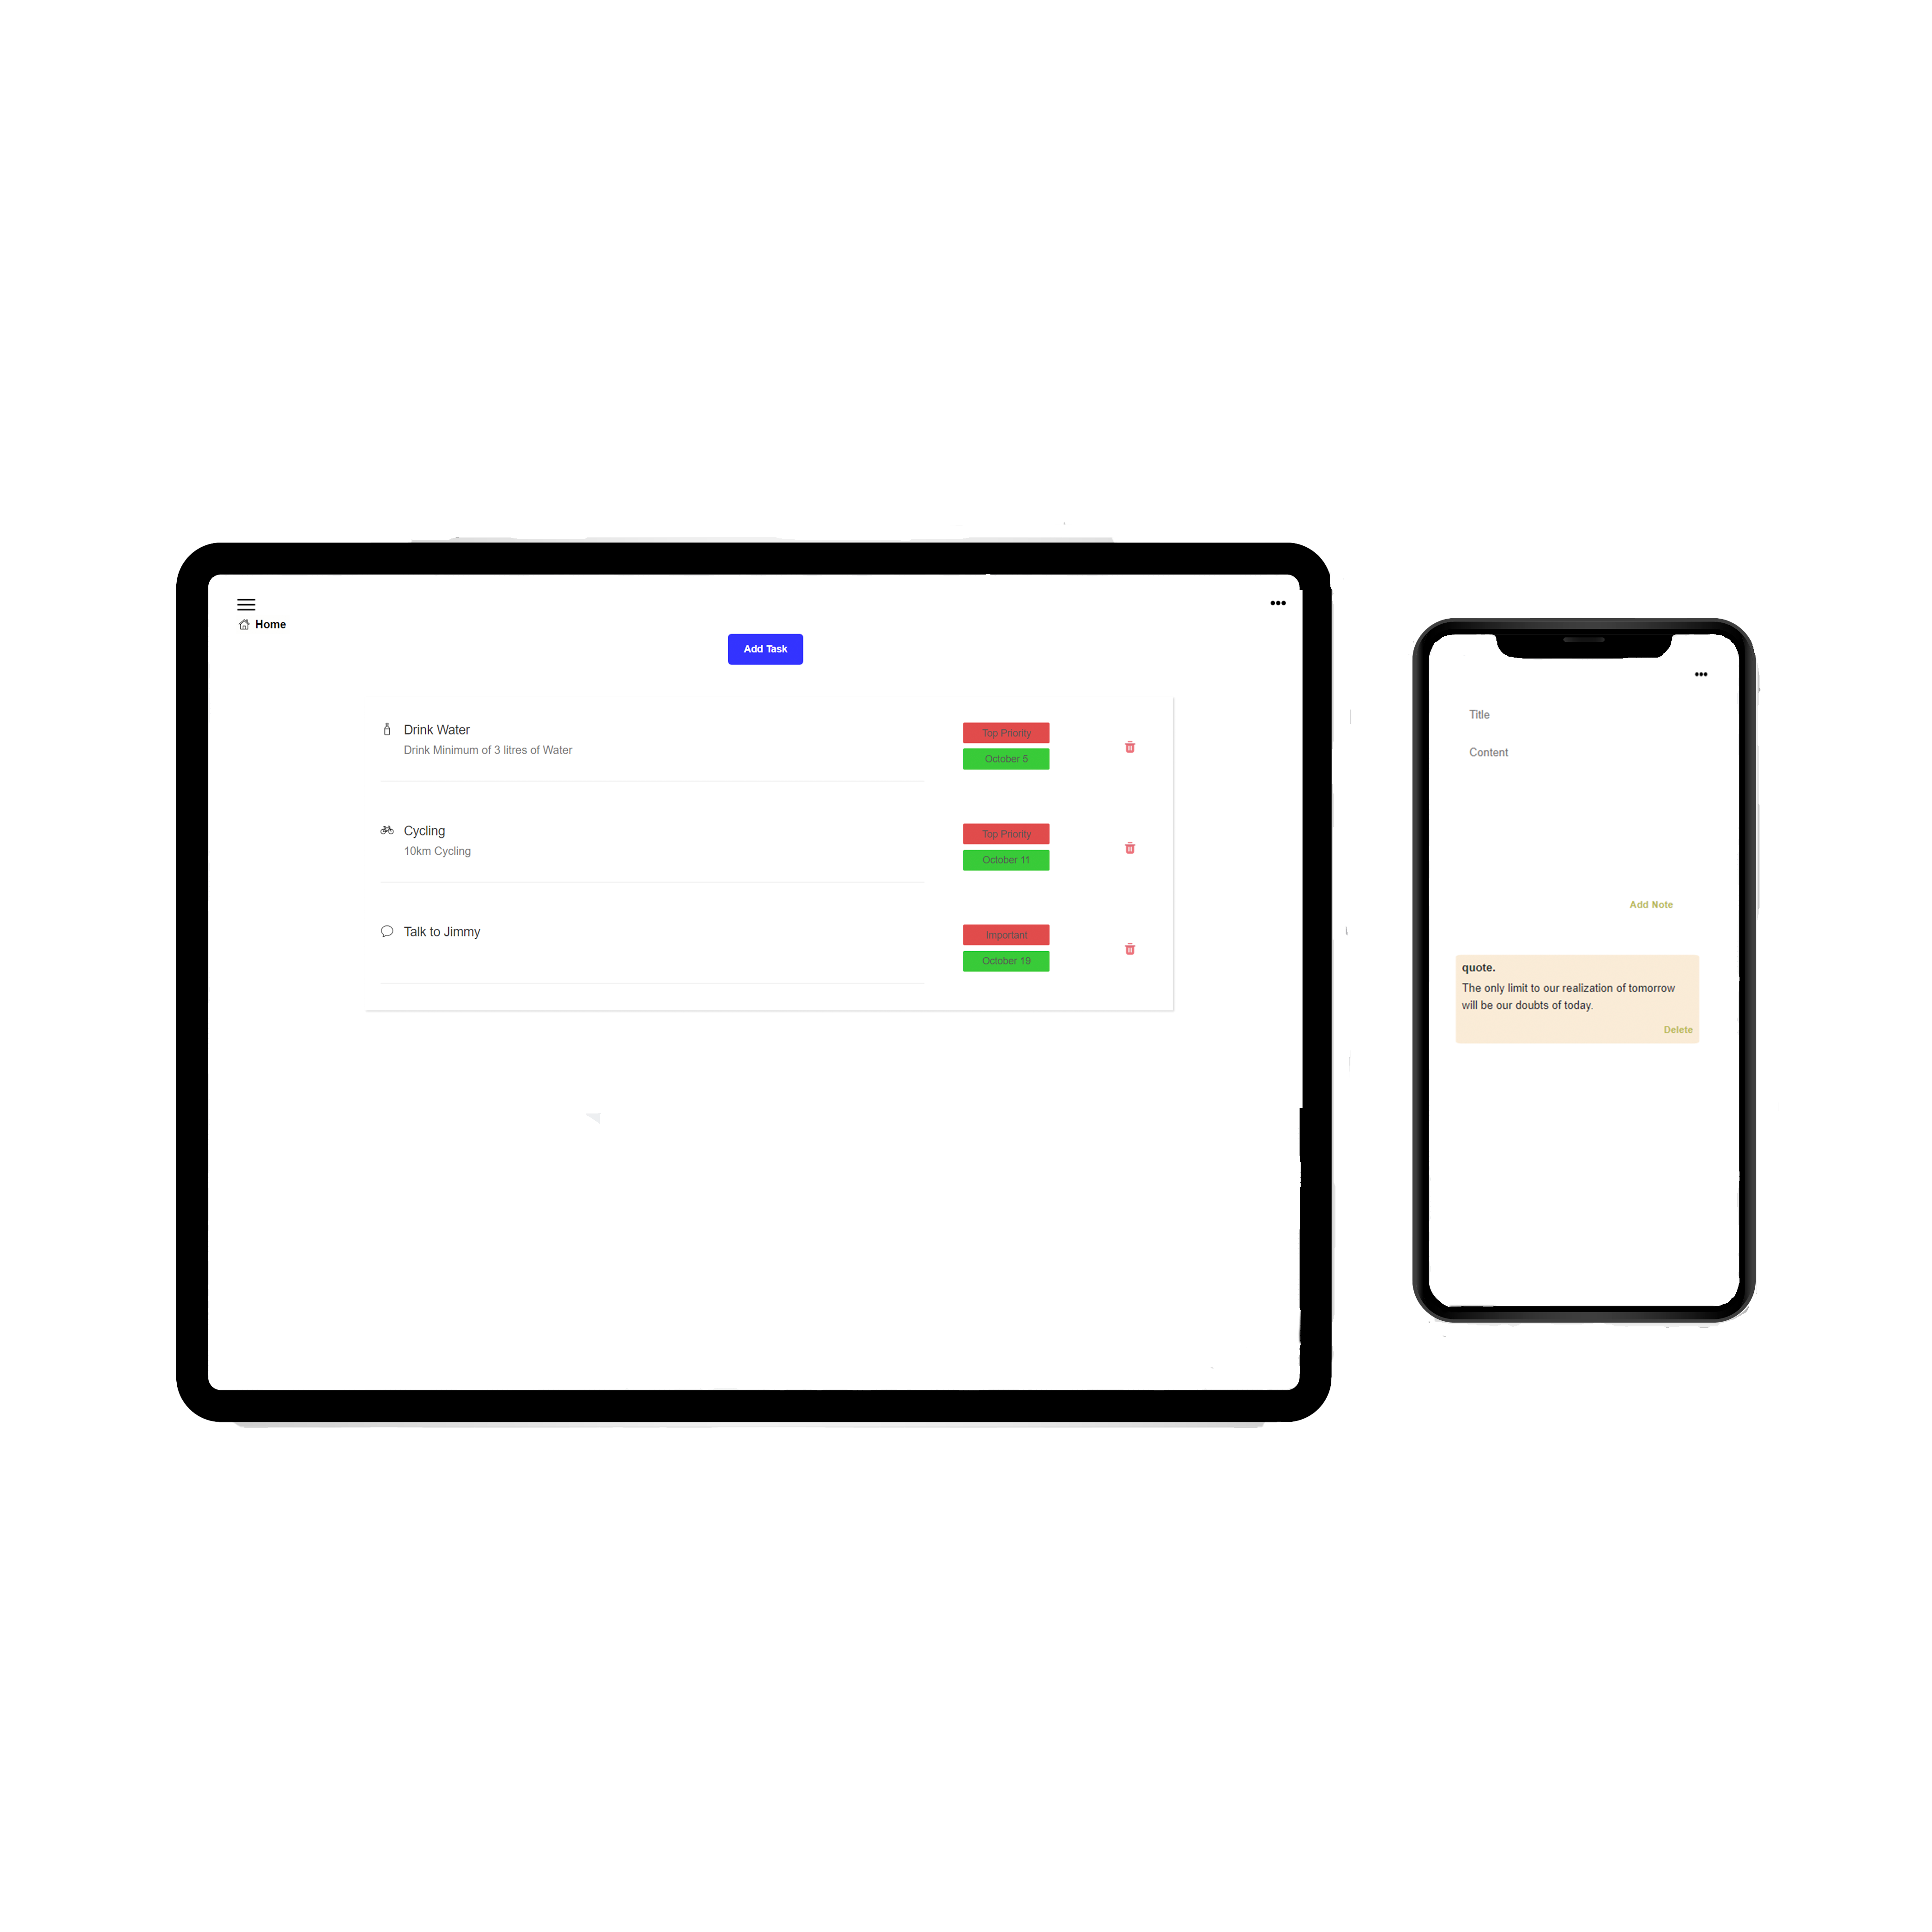 Home
Add Task
Drink Water
Drink Minimum of 3 litres of Water
Top Priority
October 5
Cycling
10km Cycling
Top Priority
October 11
Talk to Jimmy
Important
October 19
Title
Content
Add Note
quote.
The only limit to our realization of tomorrow
will be our doubts of today.
Delete